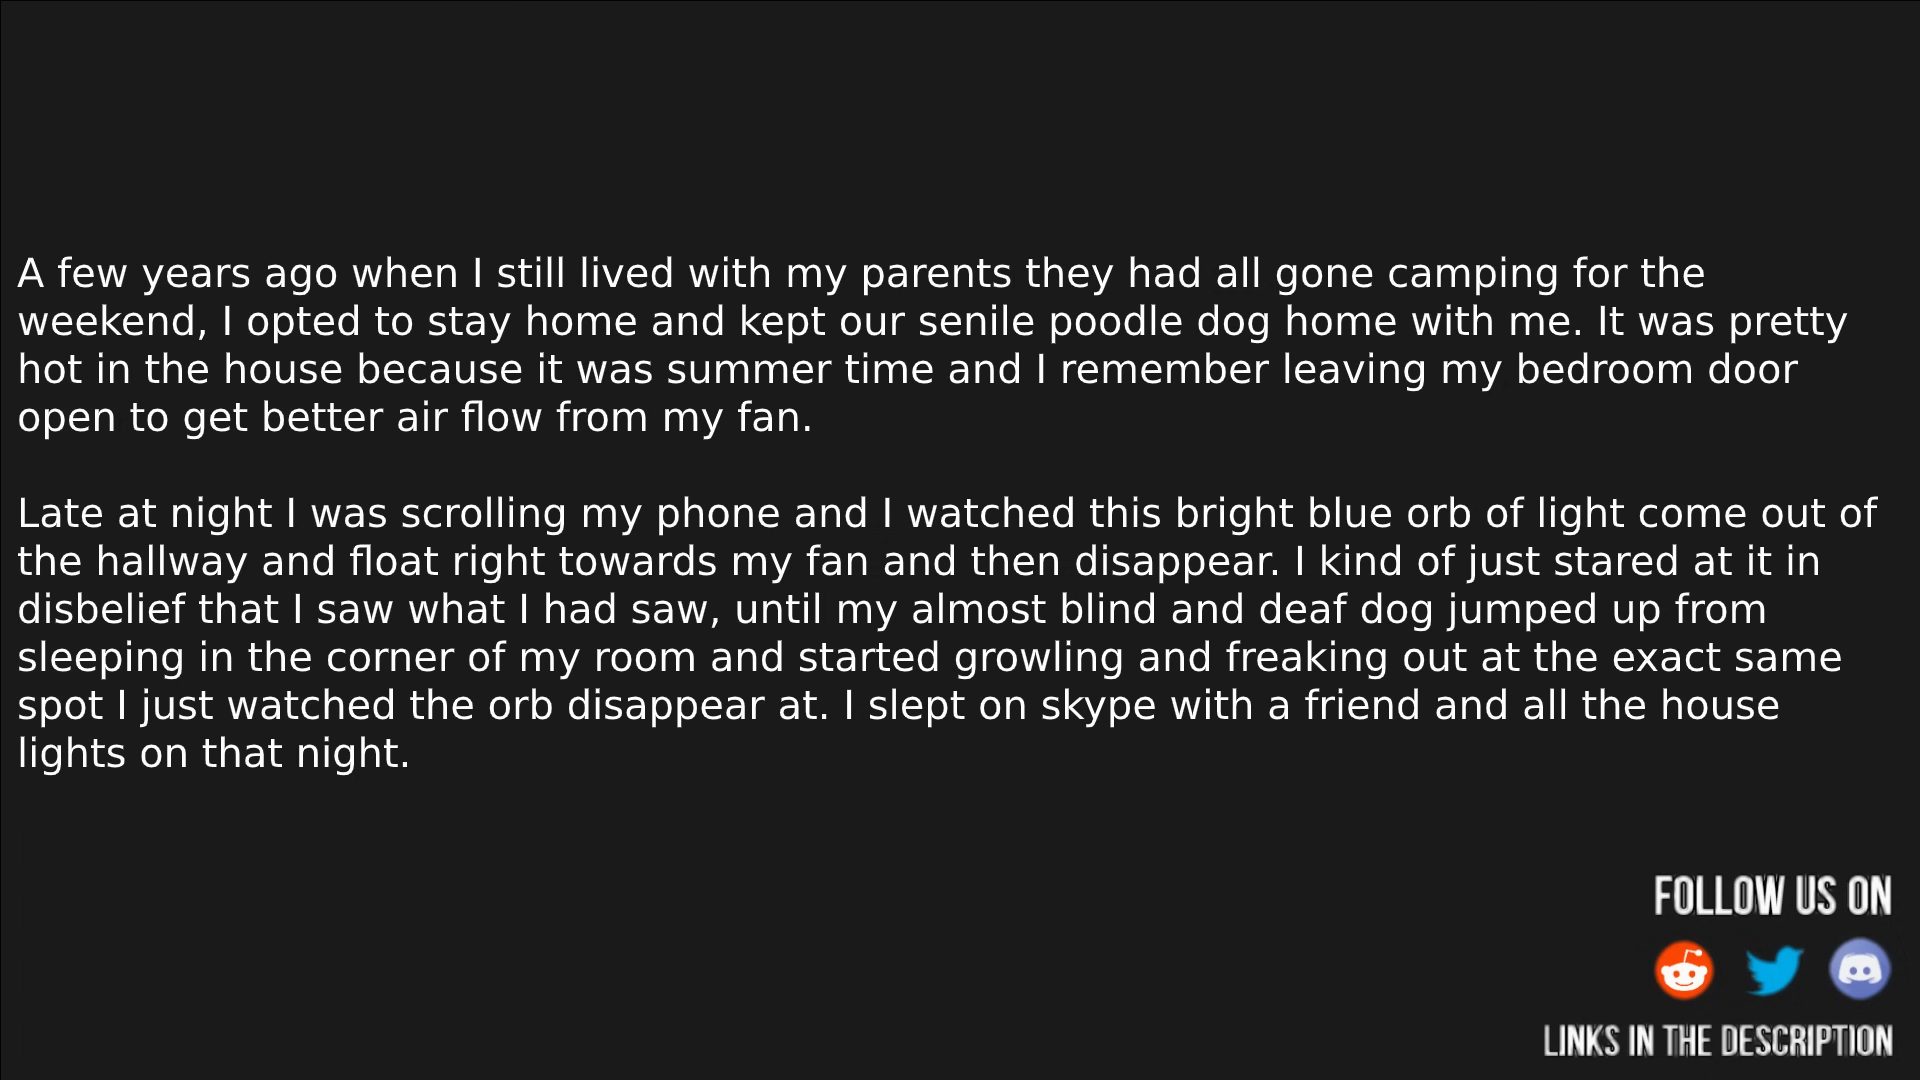 A few years ago when I still lived with my parents they had all gone camping for the
weekend, I opted to stay home and kept our senile poodle dog home with me. It was pretty
hot in the house because it was summer time and I remember leaving my bedroom door
open to get better air flow from my fan.
Late at night I was scrolling my phone and I watched this bright blue orb of light come out of
the hallway and float right towards my fan and then disappear. I kind of just stared at it in
disbelief that I saw what I had saw, until my almost blind and deaf dog jumped up from
sleeping in the corner of my room and started growling and freaking out at the exact same
spot I just watched the orb disappear at. I slept on skype with a friend and all the house
lights on that night.
FOLLOW US ON
LINKS IN THE DESCRIPTION